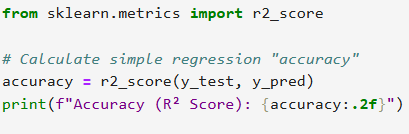 from sklearn.metrics import r2_score
# Calculate simple regression "accuracy"
accuracy = r2_score(y_test, y_pred)
print(f"Accuracy (R² Score): {accuracy:.2f}")